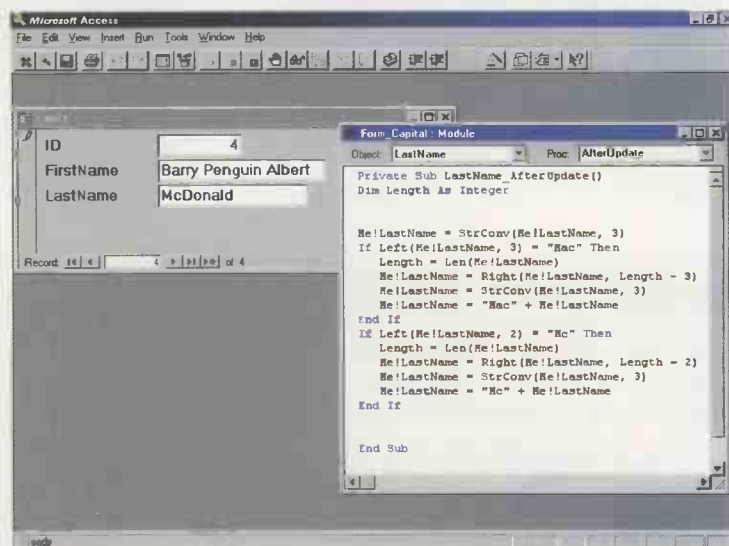 Microsoft Access
File Edit View Insert Run Tools Window Help
ID 4
FirstName Barry Penguin Albert
LastName McDonald
Record: 4 of 4
Form_Capital : Module
Object: LastName Proc: AfterUpdate
Private Sub LastName_AfterUpdate()
Dim Length As Integer
Me!LastName = StrConv(Me!LastName, 3)
If Left(Me!LastName, 3) = "Mac" Then
Length = Len(Me!LastName)
Me!LastName = Right(Me!LastName, Length - 3)
Me!LastName = StrConv(Me!LastName, 3)
Me!LastName = "Mac" + Me!LastName
End If
If Left(Me!LastName, 2) = "Mc" Then
Length = Len(Me!LastName)
Me!LastName = Right(Me!LastName, Length - 2)
Me!LastName = StrConv(Me!LastName, 3)
Me!LastName = "Mc" + Me!LastName
End If
End Sub